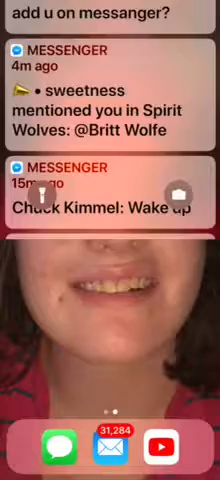 add u on messanger?
MESSENGER
4m ago
📣 • sweetness
mentioned you in Spirit
Wolves: @Britt Wolfe
MESSENGER
15m ago
Chuck Kimmel: Wake up
31,284